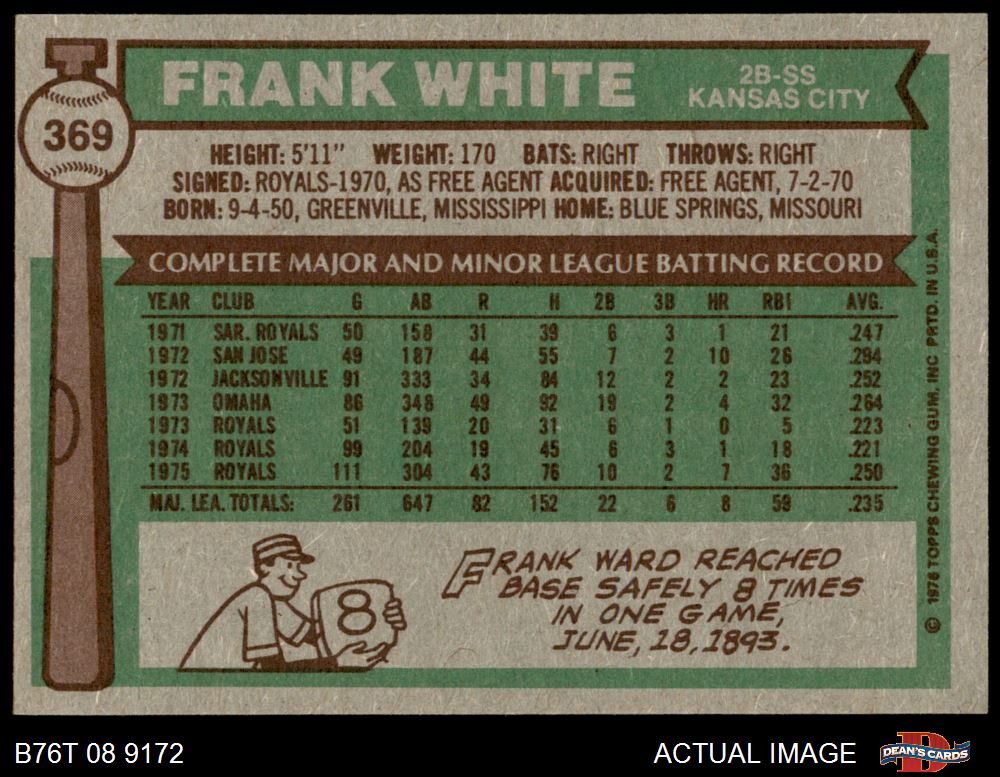 FRANK WHITE
2B-SS
KANSAS CITY
369
HEIGHT: 5'11" WEIGHT: 170 BATS: RIGHT THROWS: RIGHT
SIGNED: ROYALS-1970, AS FREE AGENT ACQUIRED: FREE AGENT, 7-2-70
BORN: 9-4-50, GREENVILLE, MISSISSIPPI HOME: BLUE SPRINGS, MISSOURI
COMPLETE MAJOR AND MINOR LEAGUE BATTING RECORD
YEAR CLUB G AB R H 2B 3B HR RBI AVG.
1971 SAR. ROYALS 50 158 31 39 6 3 1 21 .247
1972 SAN JOSE 49 187 44 55 7 2 10 26 .294
1972 JACKSONVILLE 91 333 34 84 12 2 2 23 .252
1973 OMAHA 86 348 49 92 19 2 4 32 .264
1973 ROYALS 51 139 20 31 6 1 0 5 .223
1974 ROYALS 99 204 19 45 6 3 1 18 .221
1975 ROYALS 111 304 43 76 10 2 7 36 .250
MAJ. LEA. TOTALS: 261 647 82 152 22 6 8 59 .235
8
FRANK WARD REACHED
BASE SAFELY 8 TIMES
IN ONE GAME,
JUNE, 18, 1893.
© 1976 TOPPS CHEWING GUM, INC PRTD. IN U.S.A.
B76T 08 9172
ACTUAL IMAGE
D
DEAN'S CARDS